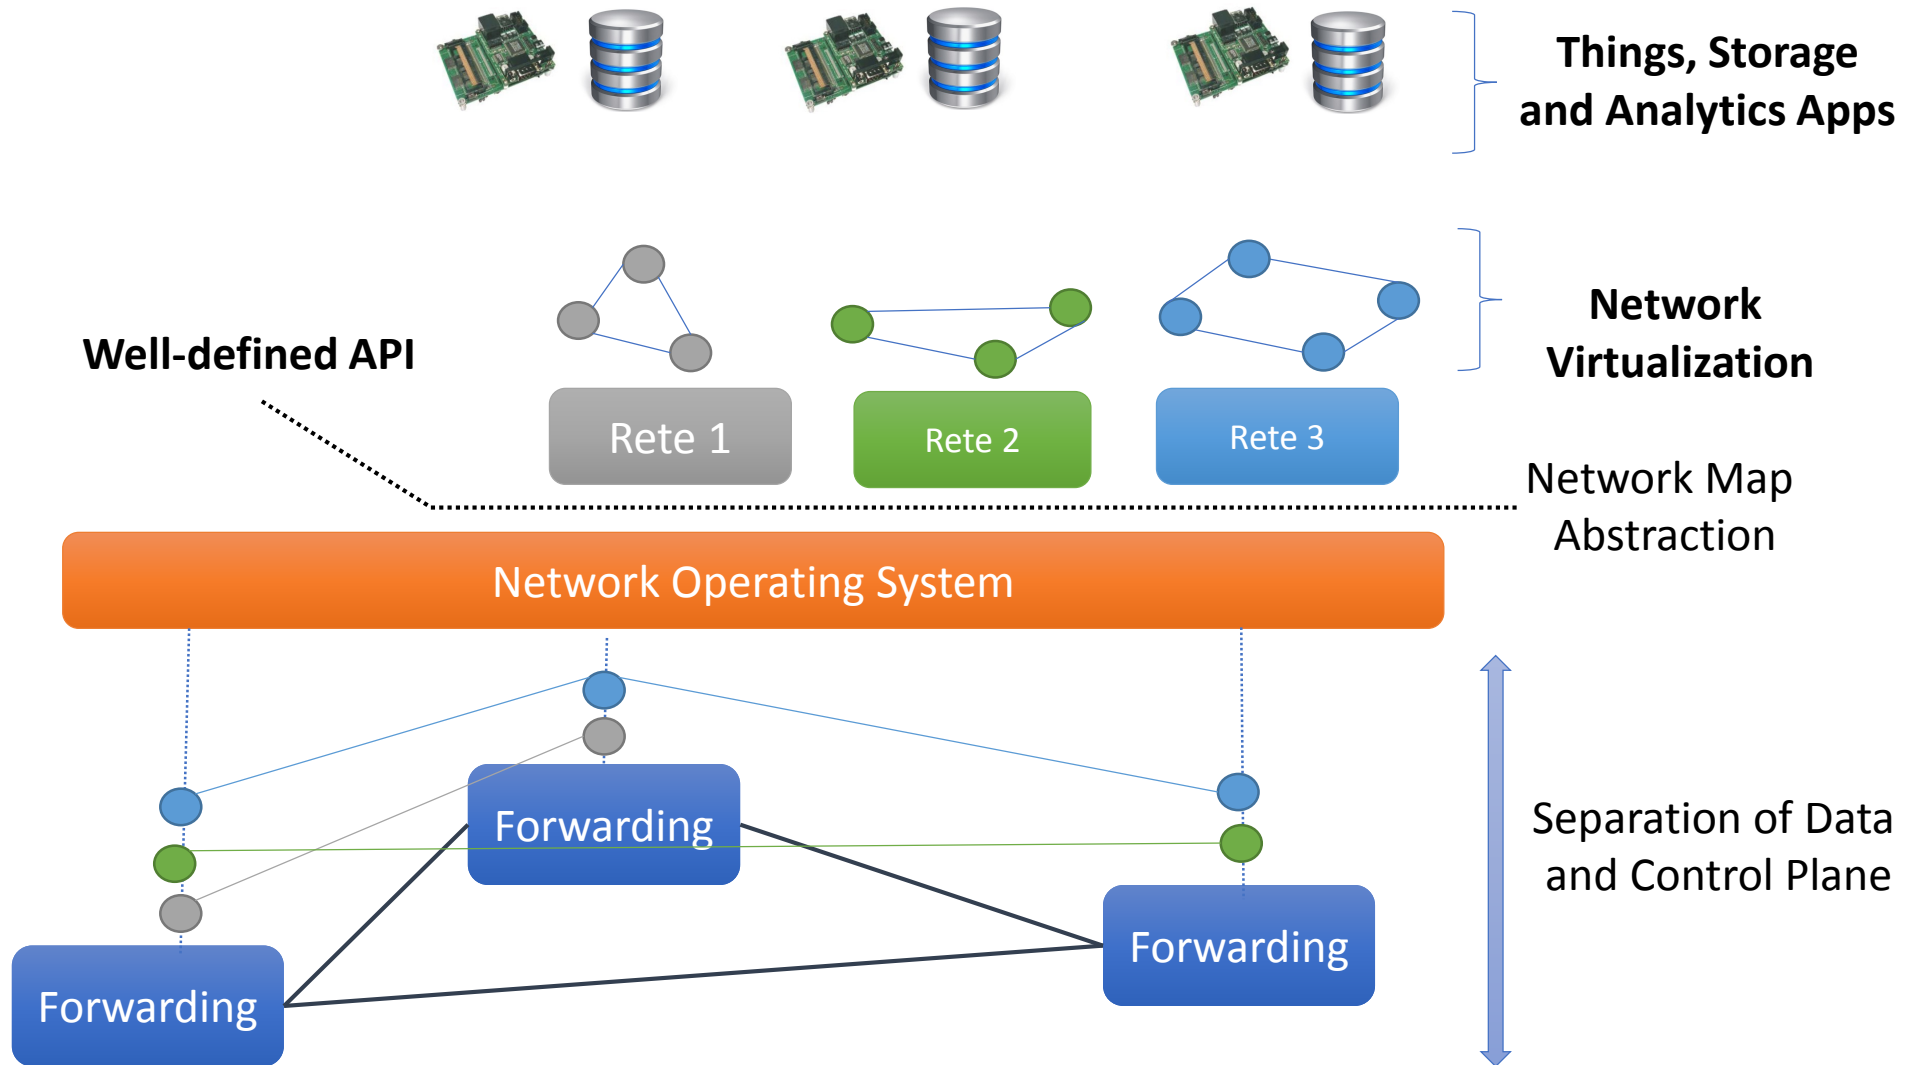 Things, Storage
and Analytics Apps
Network
Virtualization
Well-defined API
Rete 1
Rete 2
Rete 3
Network Map
Abstraction
Network Operating System
Forwarding
Separation of Data
and Control Plane
Forwarding
Forwarding